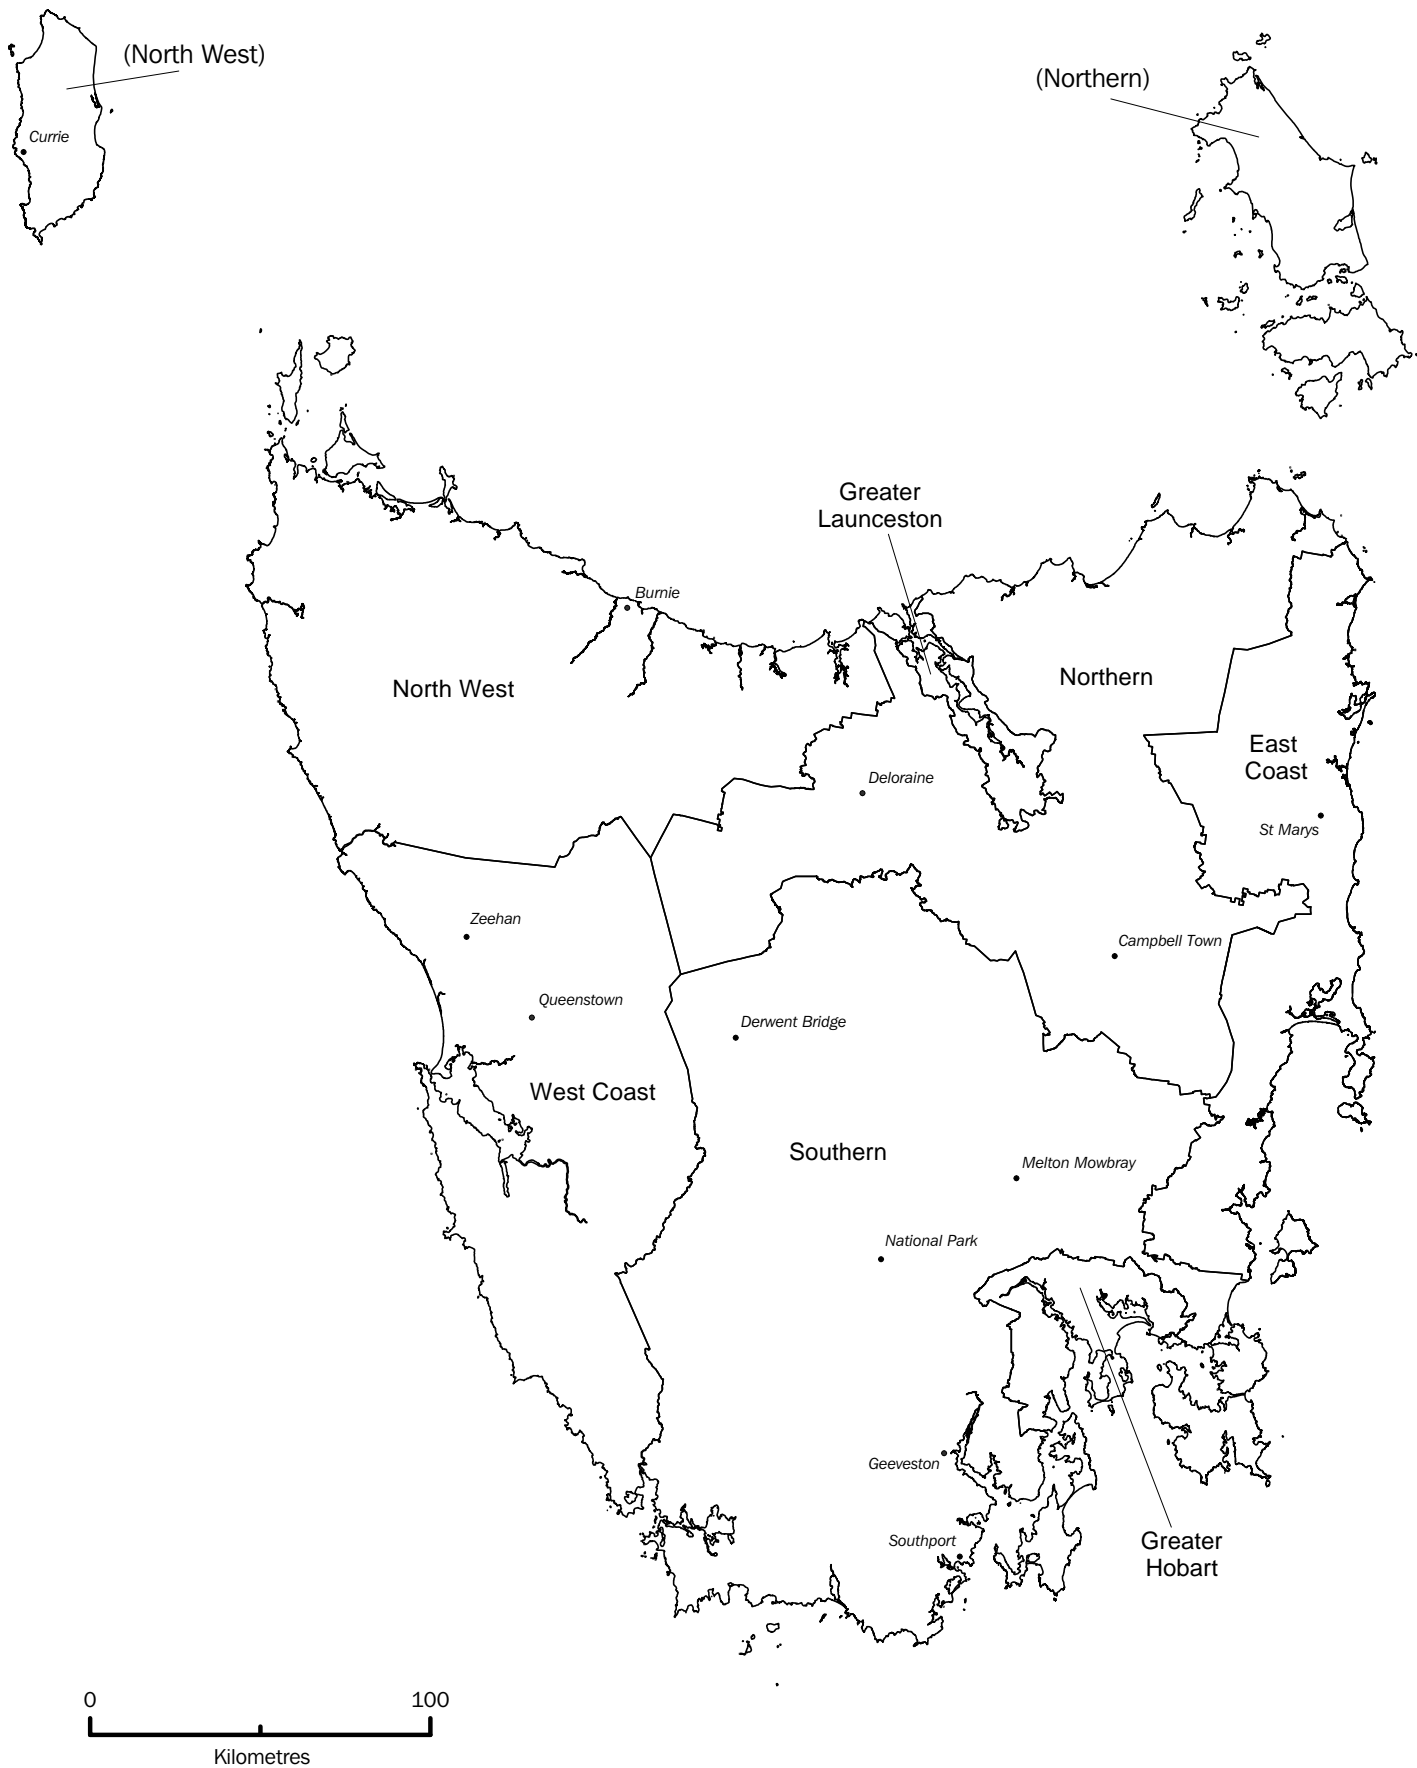 (North West)
(Northern)
Currie
Greater
Launceston
Burnie
North West
Northern
East
Coast
Deloraine
St Marys
Zeehan
Campbell Town
Queenstown
Derwent Bridge
West Coast
Southern
Melton Mowbray
National Park
Geeveston
Southport
Greater
Hobart
0 100
Kilometres